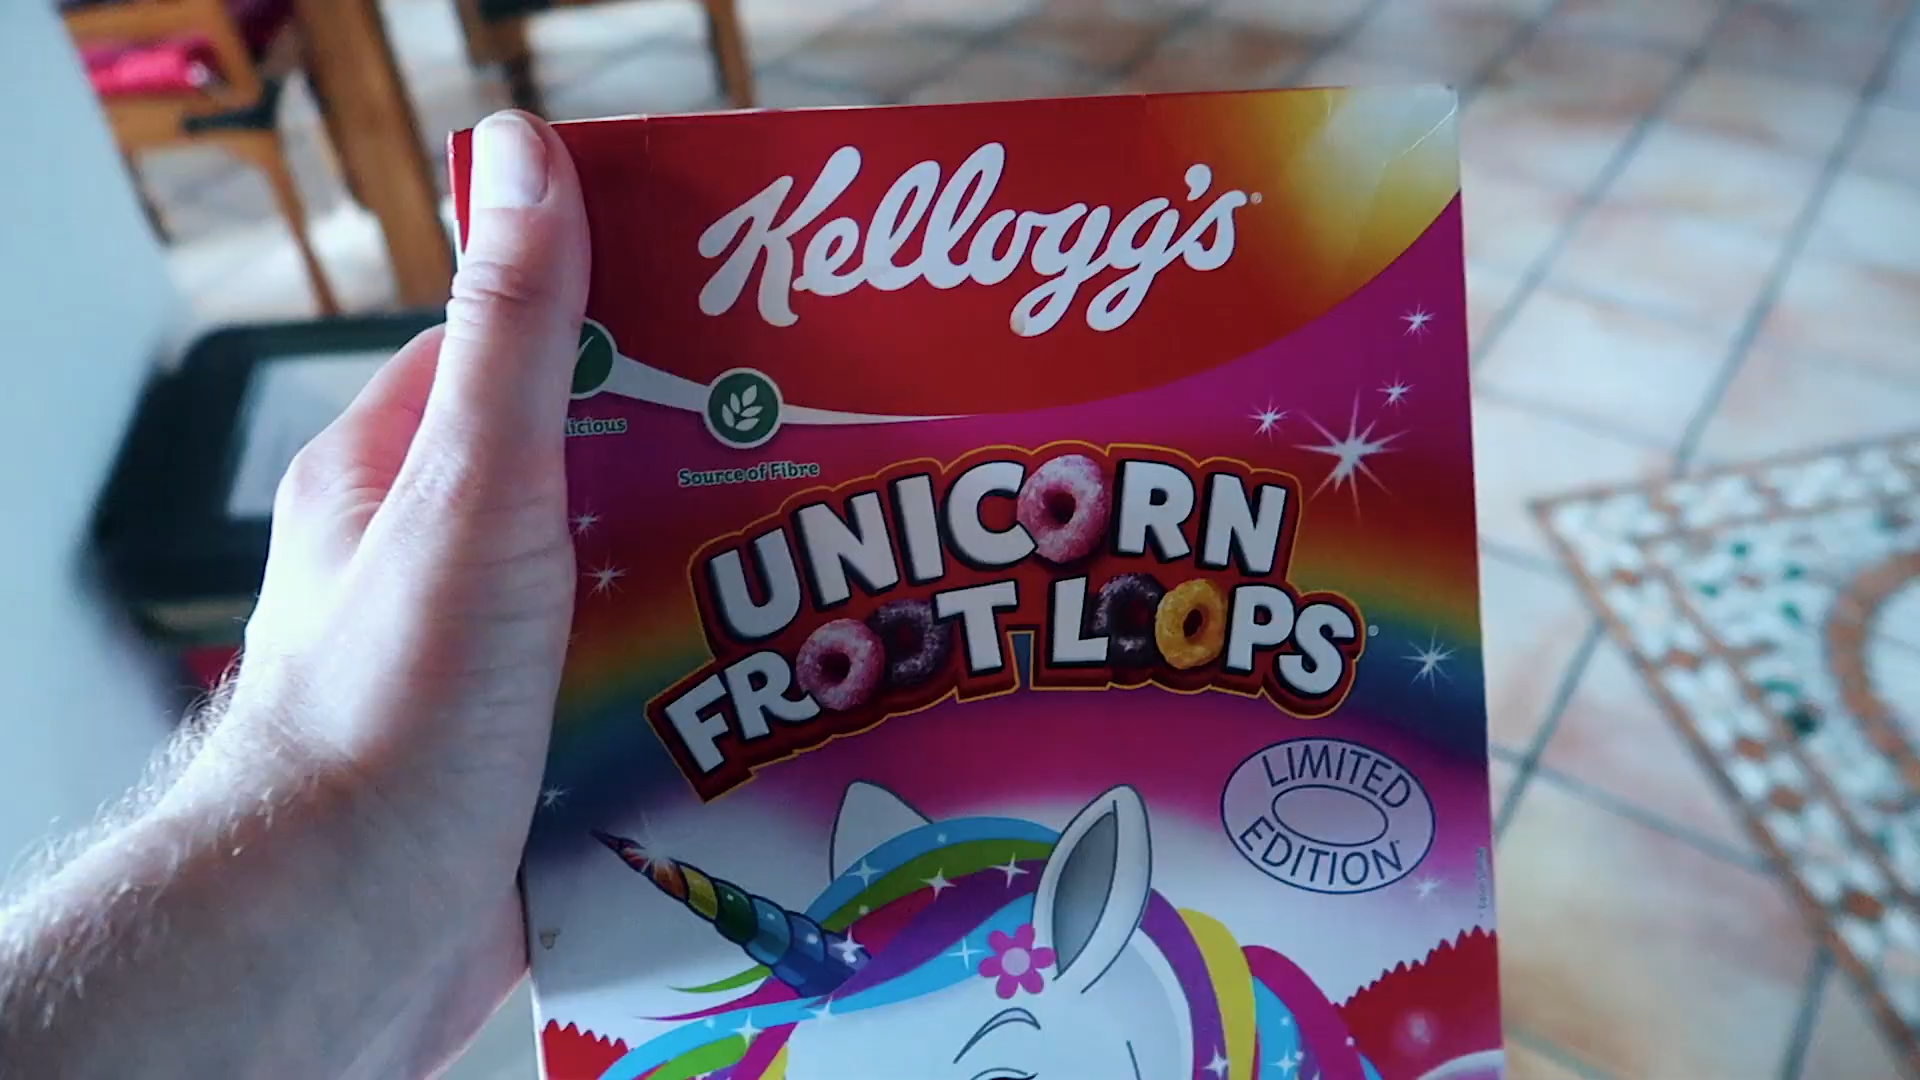 Kellogg's
licious
Source of Fibre
UNICORN
FROOT LOOPS
LIMITED
EDITION